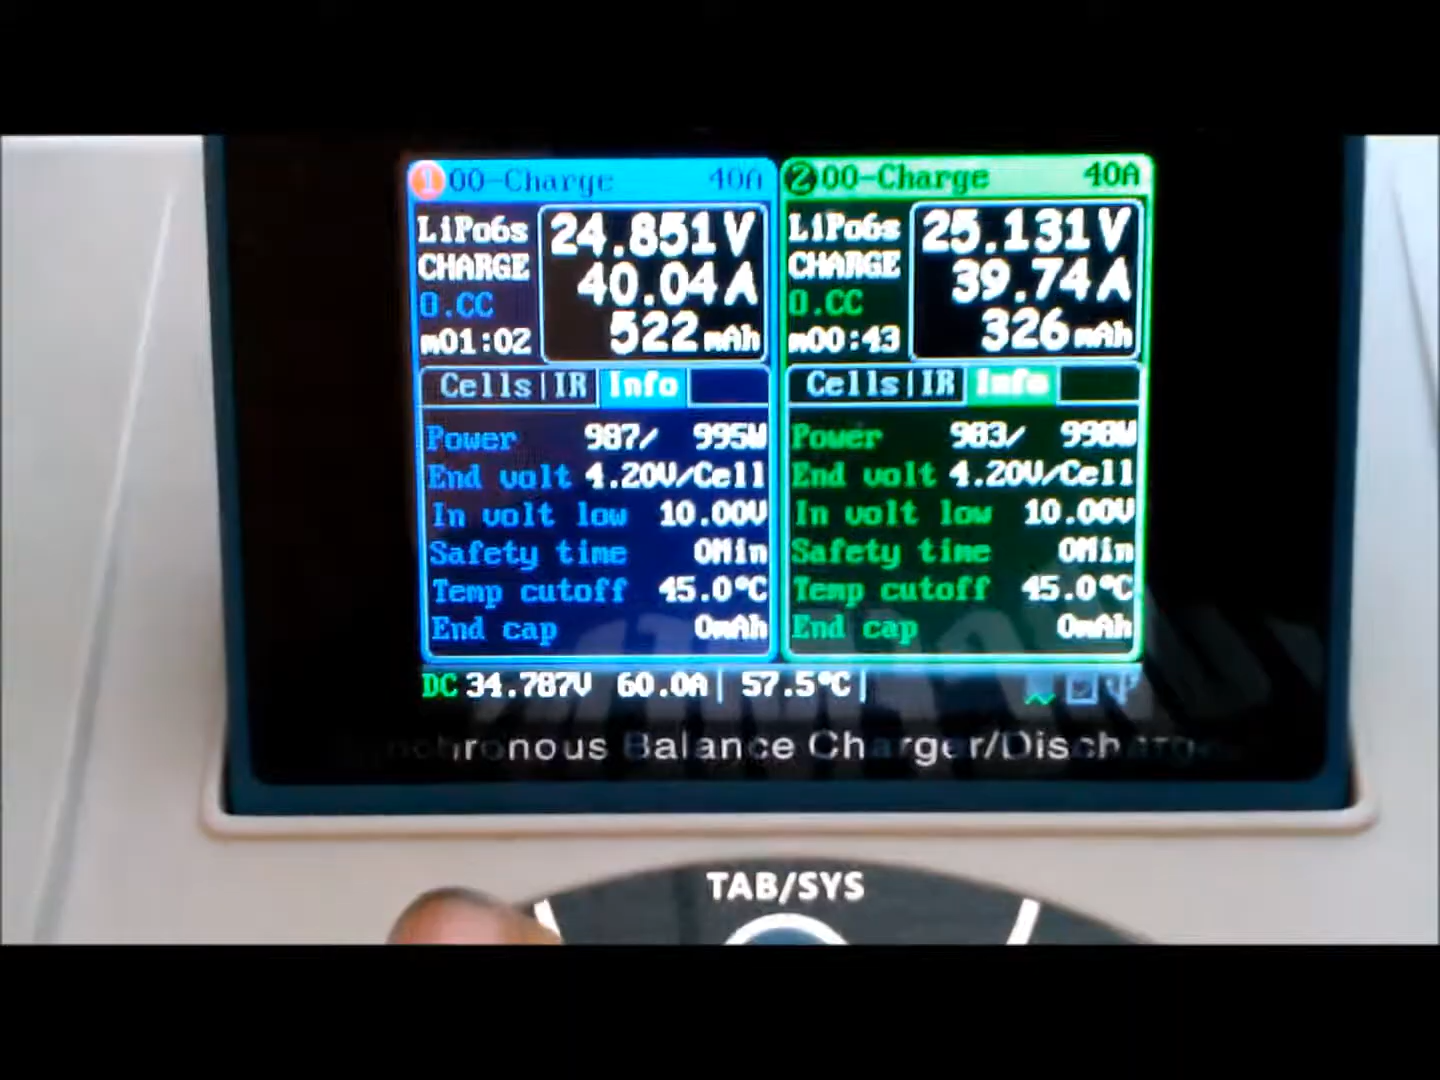 1 00-Charge 40A
LiPo6s 24.851V
CHARGE 40.04A
0.CC
m01:02 522mAh
Cells|IR Info
Power 987/ 995W
End volt 4.20V/Cell
In volt low 10.00V
Safety time 0Min
Temp cutoff 45.0°C
End cap 0mAh
2 00-Charge 40A
LiPo6s 25.131V
CHARGE 39.74A
0.CC
m00:43 326mAh
Cells|IR Info
Power 983/ 998W
End volt 4.20V/Cell
In volt low 10.00V
Safety time 0Min
Temp cutoff 45.0°C
End cap 0mAh
DC 34.787V 60.0A| 57.5°C|
Balance
TAB/SYS